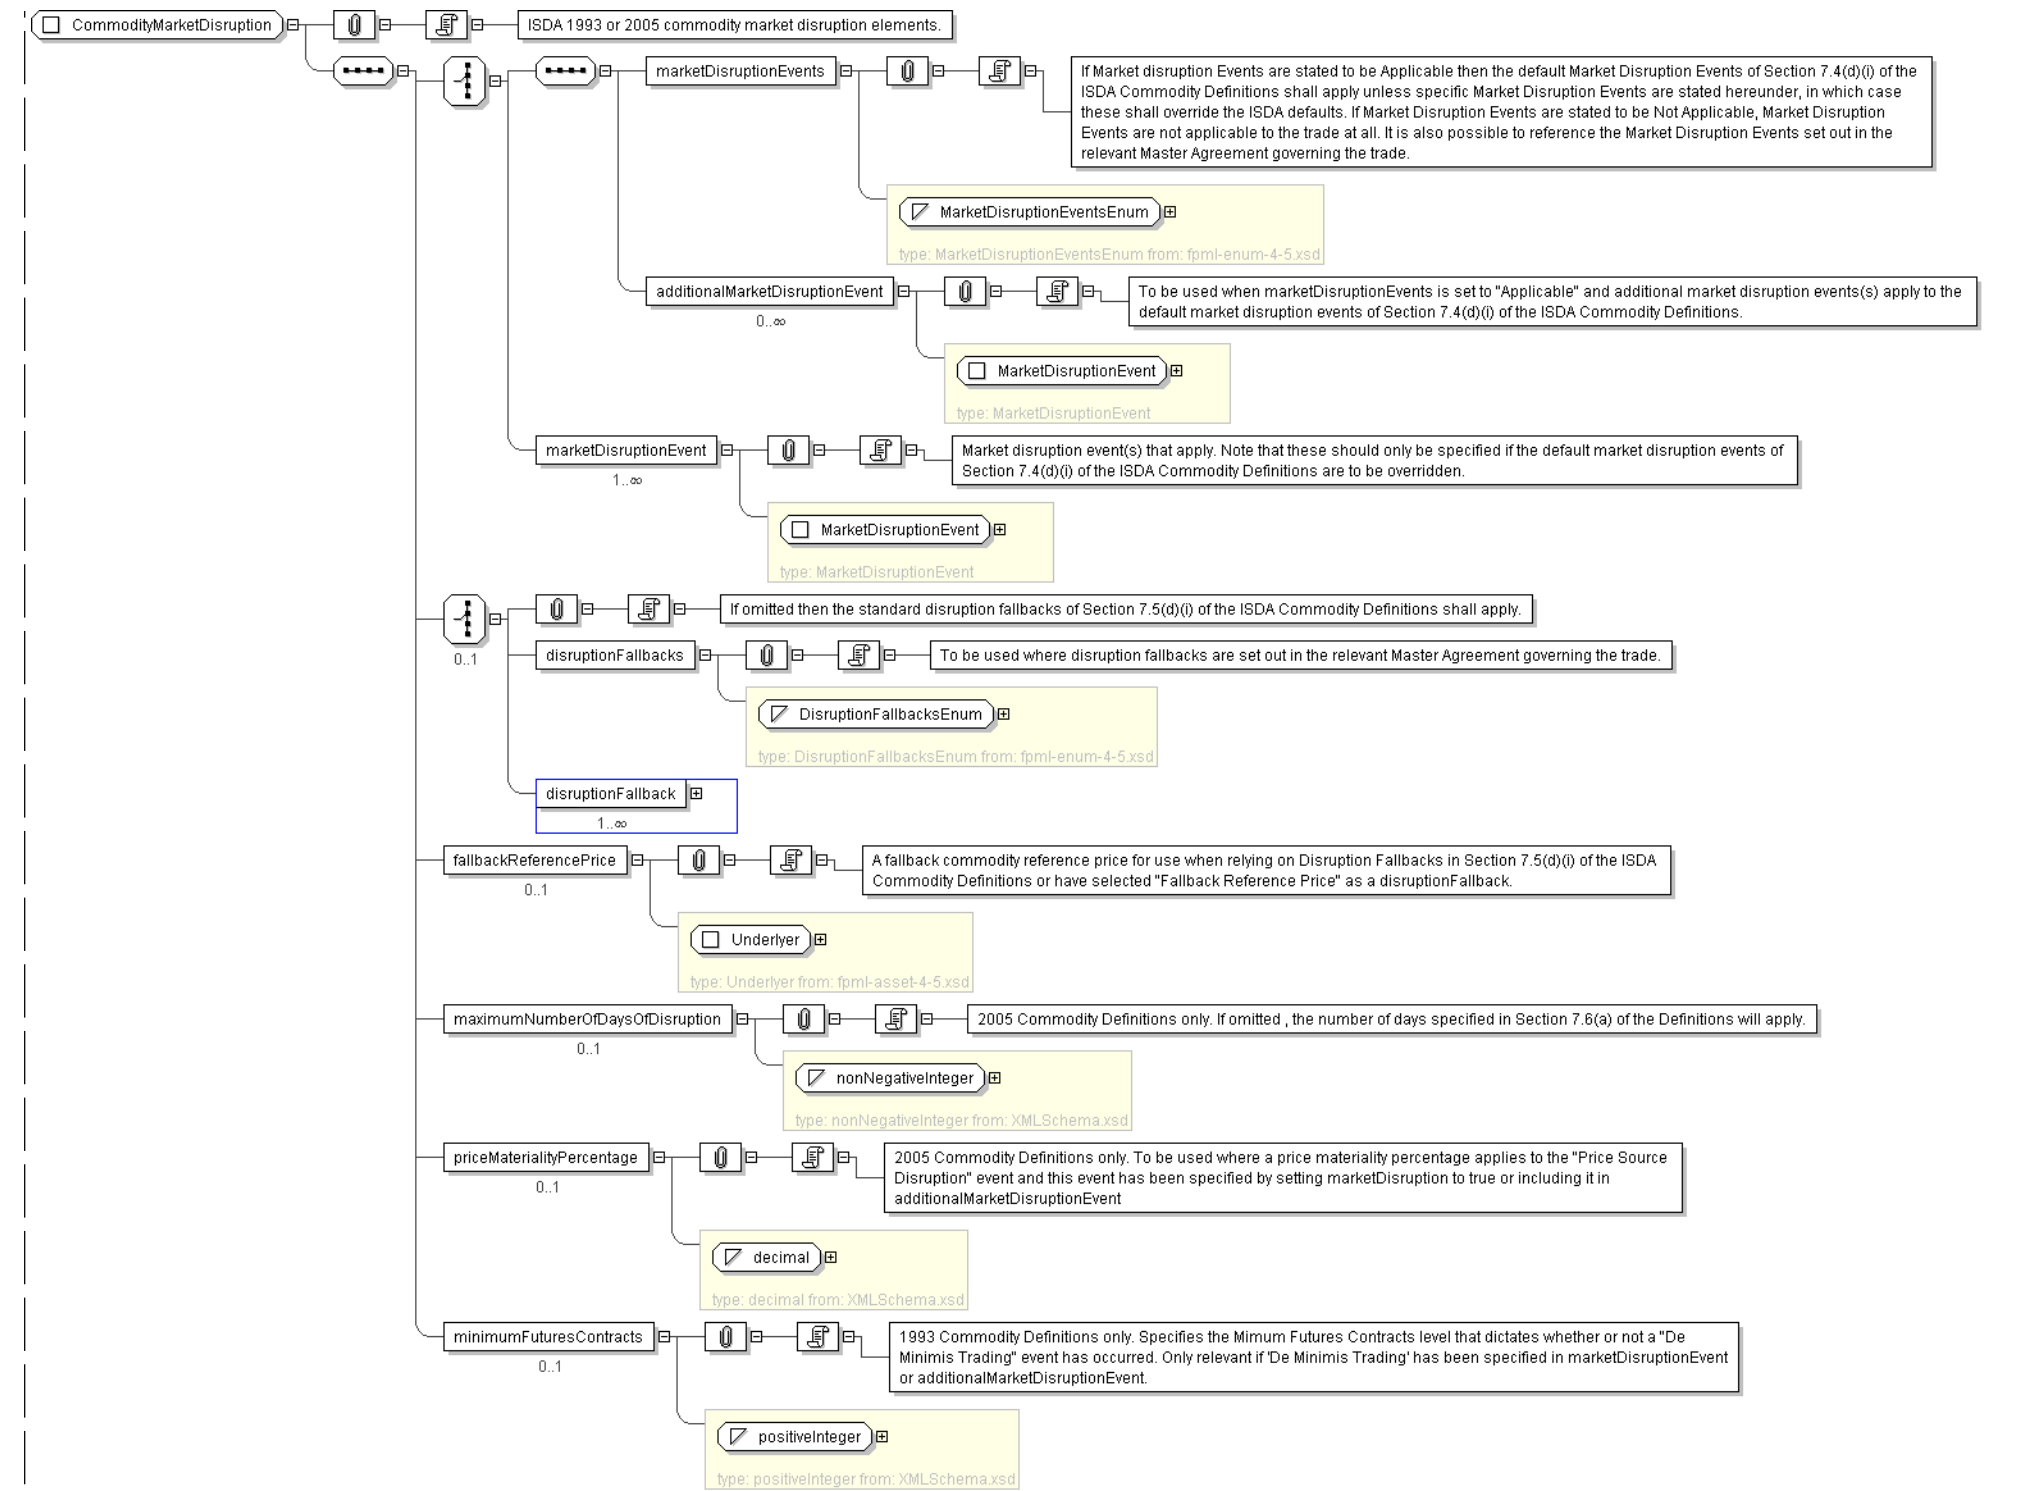 CommodityMarketDisruption
ISDA 1993 or 2005 commodity market disruption elements.
marketDisruptionEvents
If Market disruption Events are stated to be Applicable then the default Market Disruption Events of Section 7.4(d)(i) of the
ISDA Commodity Definitions shall apply unless specific Market Disruption Events are stated hereunder, in which case
these shall override the ISDA defaults. If Market Disruption Events are stated to be Not Applicable, Market Disruption
Events are not applicable to the trade at all. It is also possible to reference the Market Disruption Events set out in the
relevant Master Agreement governing the trade.
MarketDisruptionEventsEnum
type: MarketDisruptionEventsEnum from: fpml-enum-4-5.xsd
additionalMarketDisruptionEvent
0..∞
To be used when marketDisruptionEvents is set to "Applicable" and additional market disruption events(s) apply to the
default market disruption events of Section 7.4(d)(i) of the ISDA Commodity Definitions.
MarketDisruptionEvent
type: MarketDisruptionEvent
marketDisruptionEvent
1..∞
Market disruption event(s) that apply. Note that these should only be specified if the default market disruption events of
Section 7.4(d)(i) of the ISDA Commodity Definitions are to be overridden.
MarketDisruptionEvent
type: MarketDisruptionEvent
0..1
If omitted then the standard disruption fallbacks of Section 7.5(d)(i) of the ISDA Commodity Definitions shall apply.
disruptionFallbacks
To be used where disruption fallbacks are set out in the relevant Master Agreement governing the trade.
DisruptionFallbacksEnum
type: DisruptionFallbacksEnum from: fpml-enum-4-5.xsd
disruptionFallback
1..∞
fallbackReferencePrice
0..1
A fallback commodity reference price for use when relying on Disruption Fallbacks in Section 7.5(d)(i) of the ISDA
Commodity Definitions or have selected "Fallback Reference Price" as a disruptionFallback.
Underlyer
type: Underlyer from: fpml-asset-4-5.xsd
maximumNumberOfDaysOfDisruption
0..1
2005 Commodity Definitions only. If omitted , the number of days specified in Section 7.6(a) of the Definitions will apply.
nonNegativeInteger
type: nonNegativeInteger from: XMLSchema.xsd
priceMaterialityPercentage
0..1
2005 Commodity Definitions only. To be used where a price materiality percentage applies to the "Price Source
Disruption" event and this event has been specified by setting marketDisruption to true or including it in
additionalMarketDisruptionEvent
decimal
type: decimal from: XMLSchema.xsd
minimumFuturesContracts
0..1
1993 Commodity Definitions only. Specifies the Mimum Futures Contracts level that dictates whether or not a "De
Minimis Trading" event has occurred. Only relevant if 'De Minimis Trading' has been specified in marketDisruptionEvent
or additionalMarketDisruptionEvent.
positiveInteger
type: positiveInteger from: XMLSchema.xsd